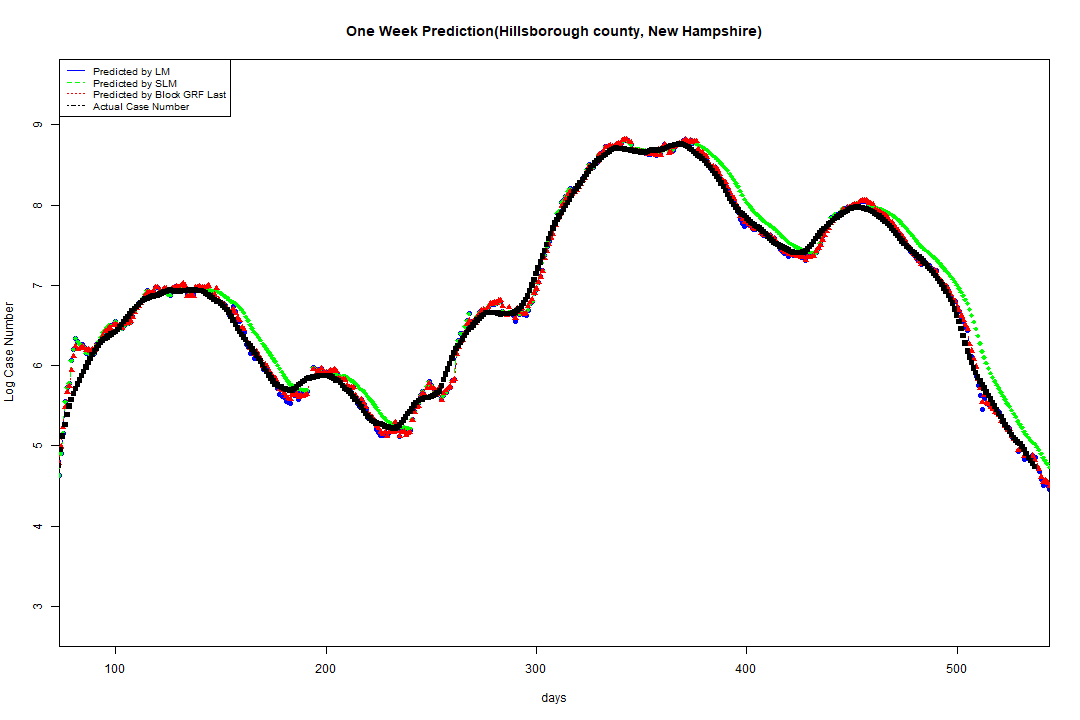 One Week Prediction(Hillsborough county, New Hampshire)
Predicted by LM
Predicted by SLM
Predicted by Block GRF Last
Actual Case Number
Log Case Number
9
8
7
6
5
4
3
100 200 300 400 500
days